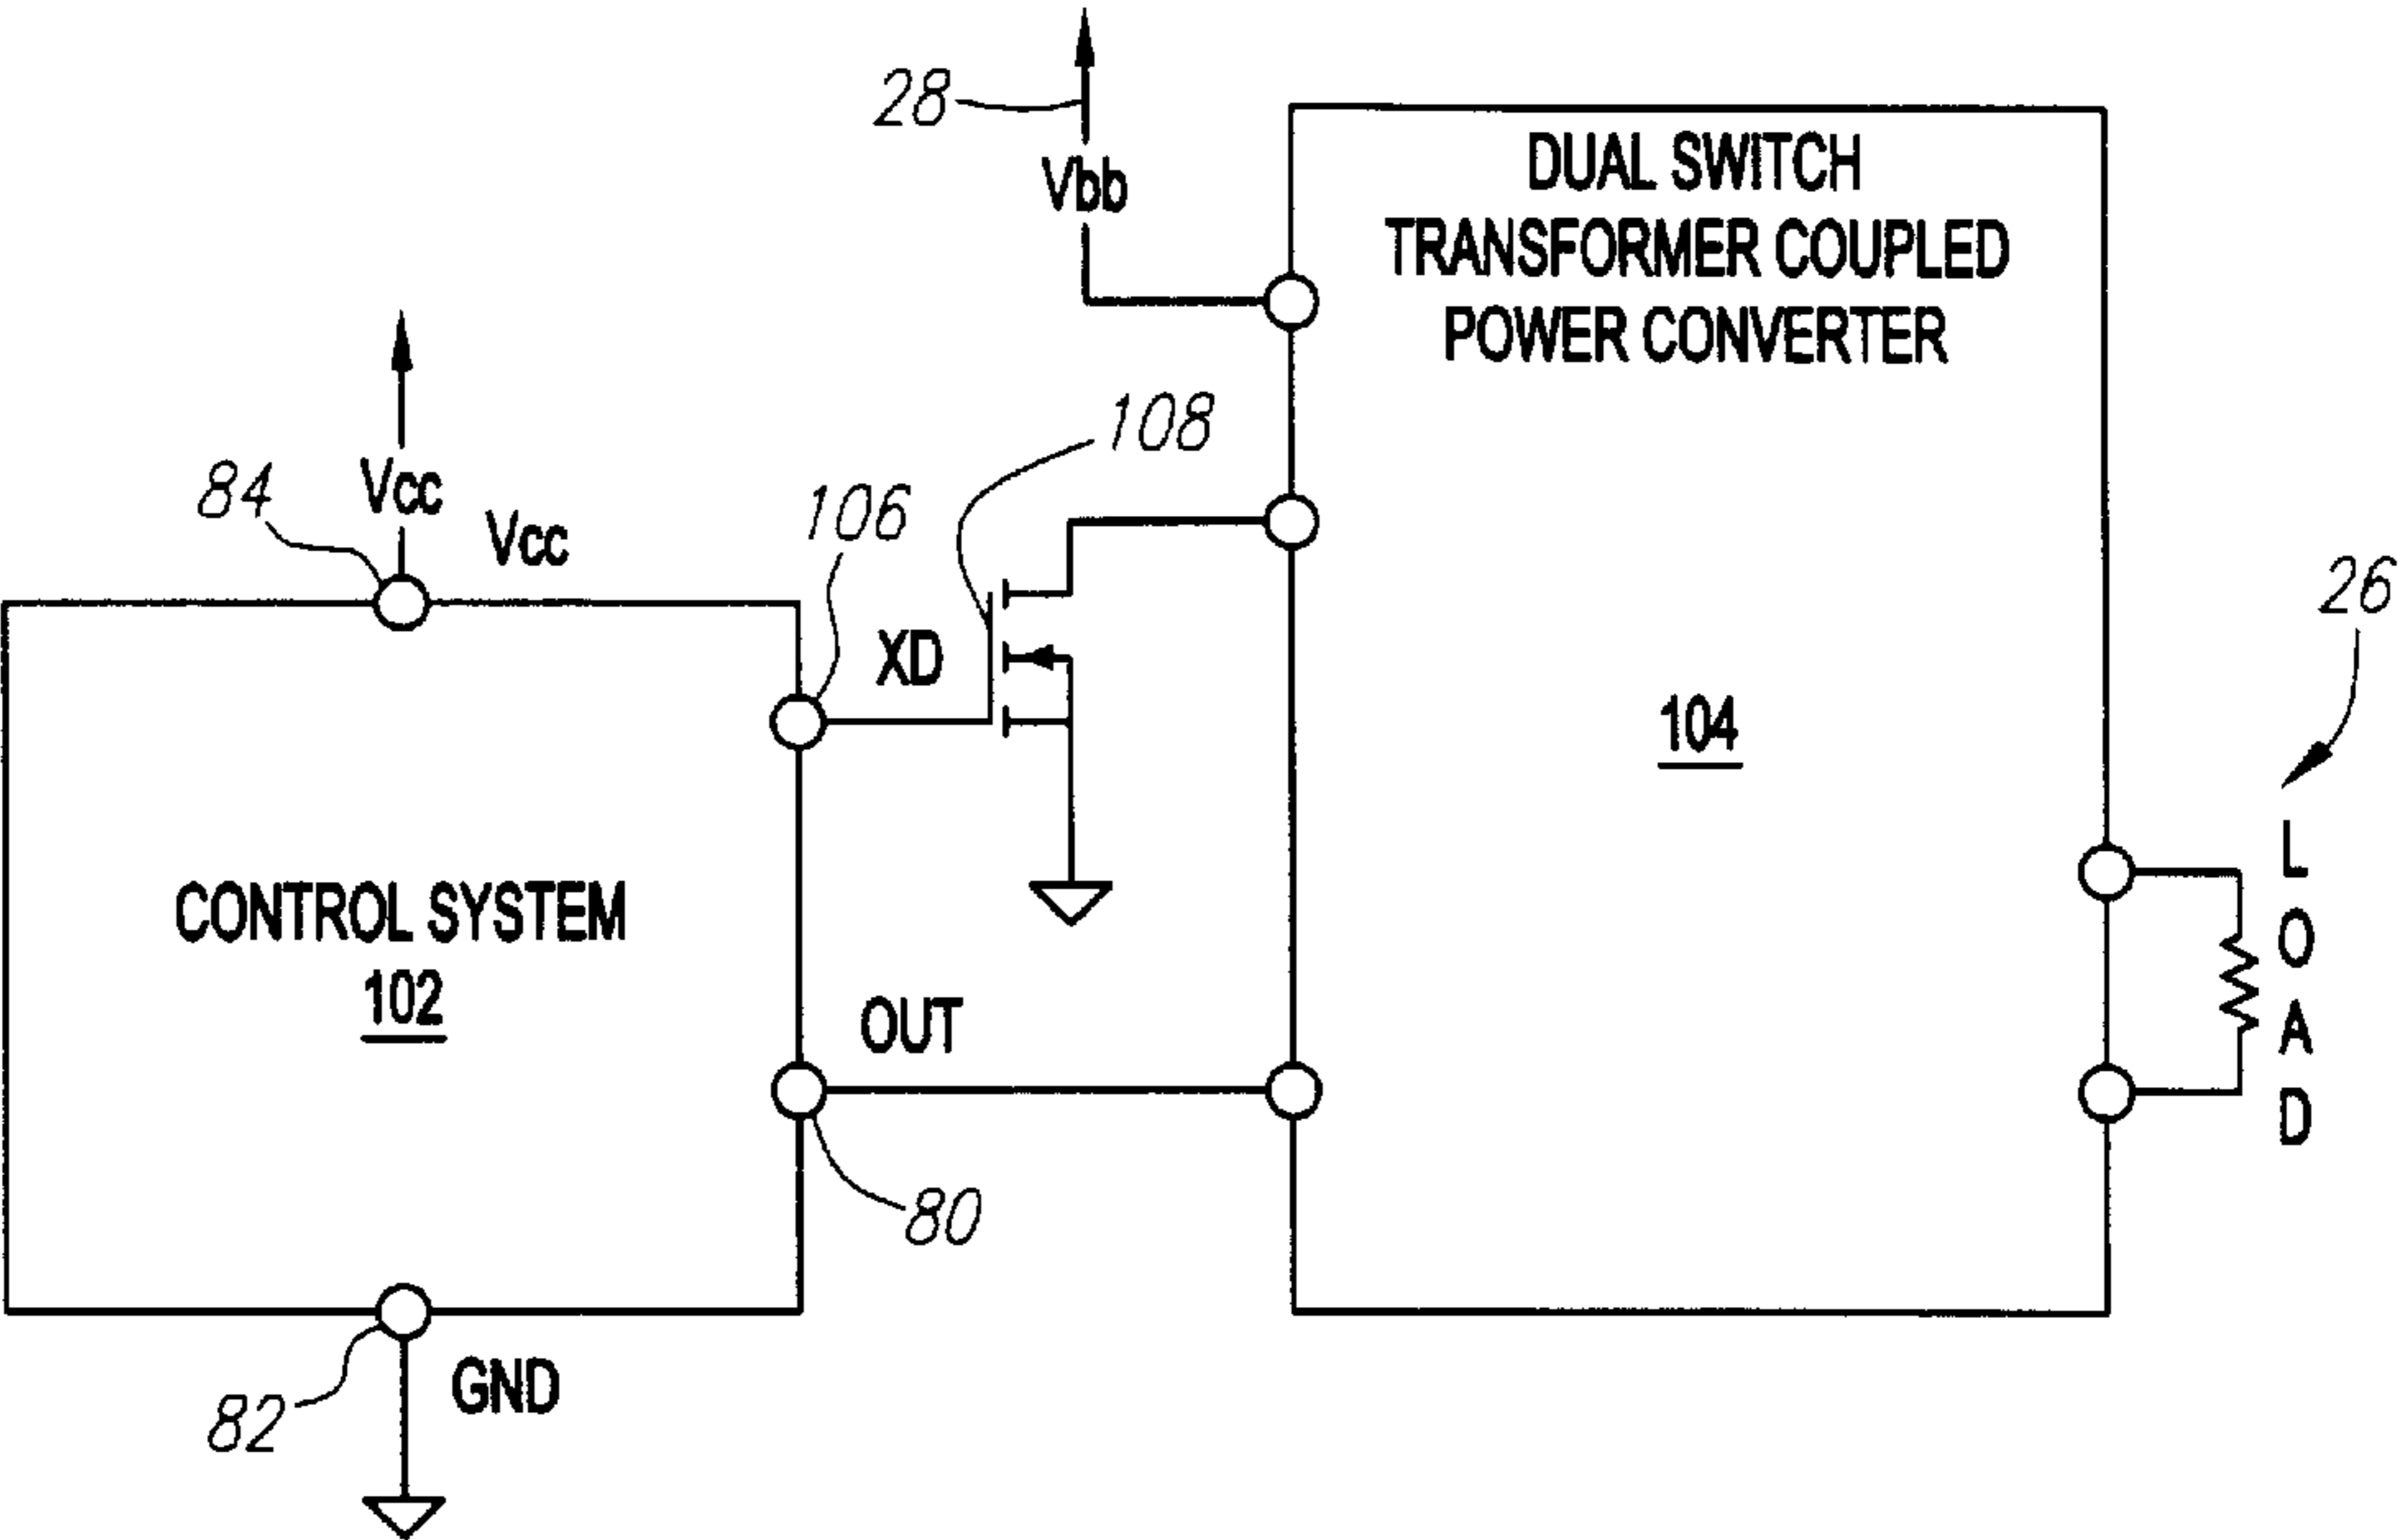 28
Vbb
DUAL SWITCH
TRANSFORMER COUPLED
POWER CONVERTER
108
84
Vcc
Vcc
106
XD
26
104
CONTROL SYSTEM
102
OUT
LOAD
80
GND
82